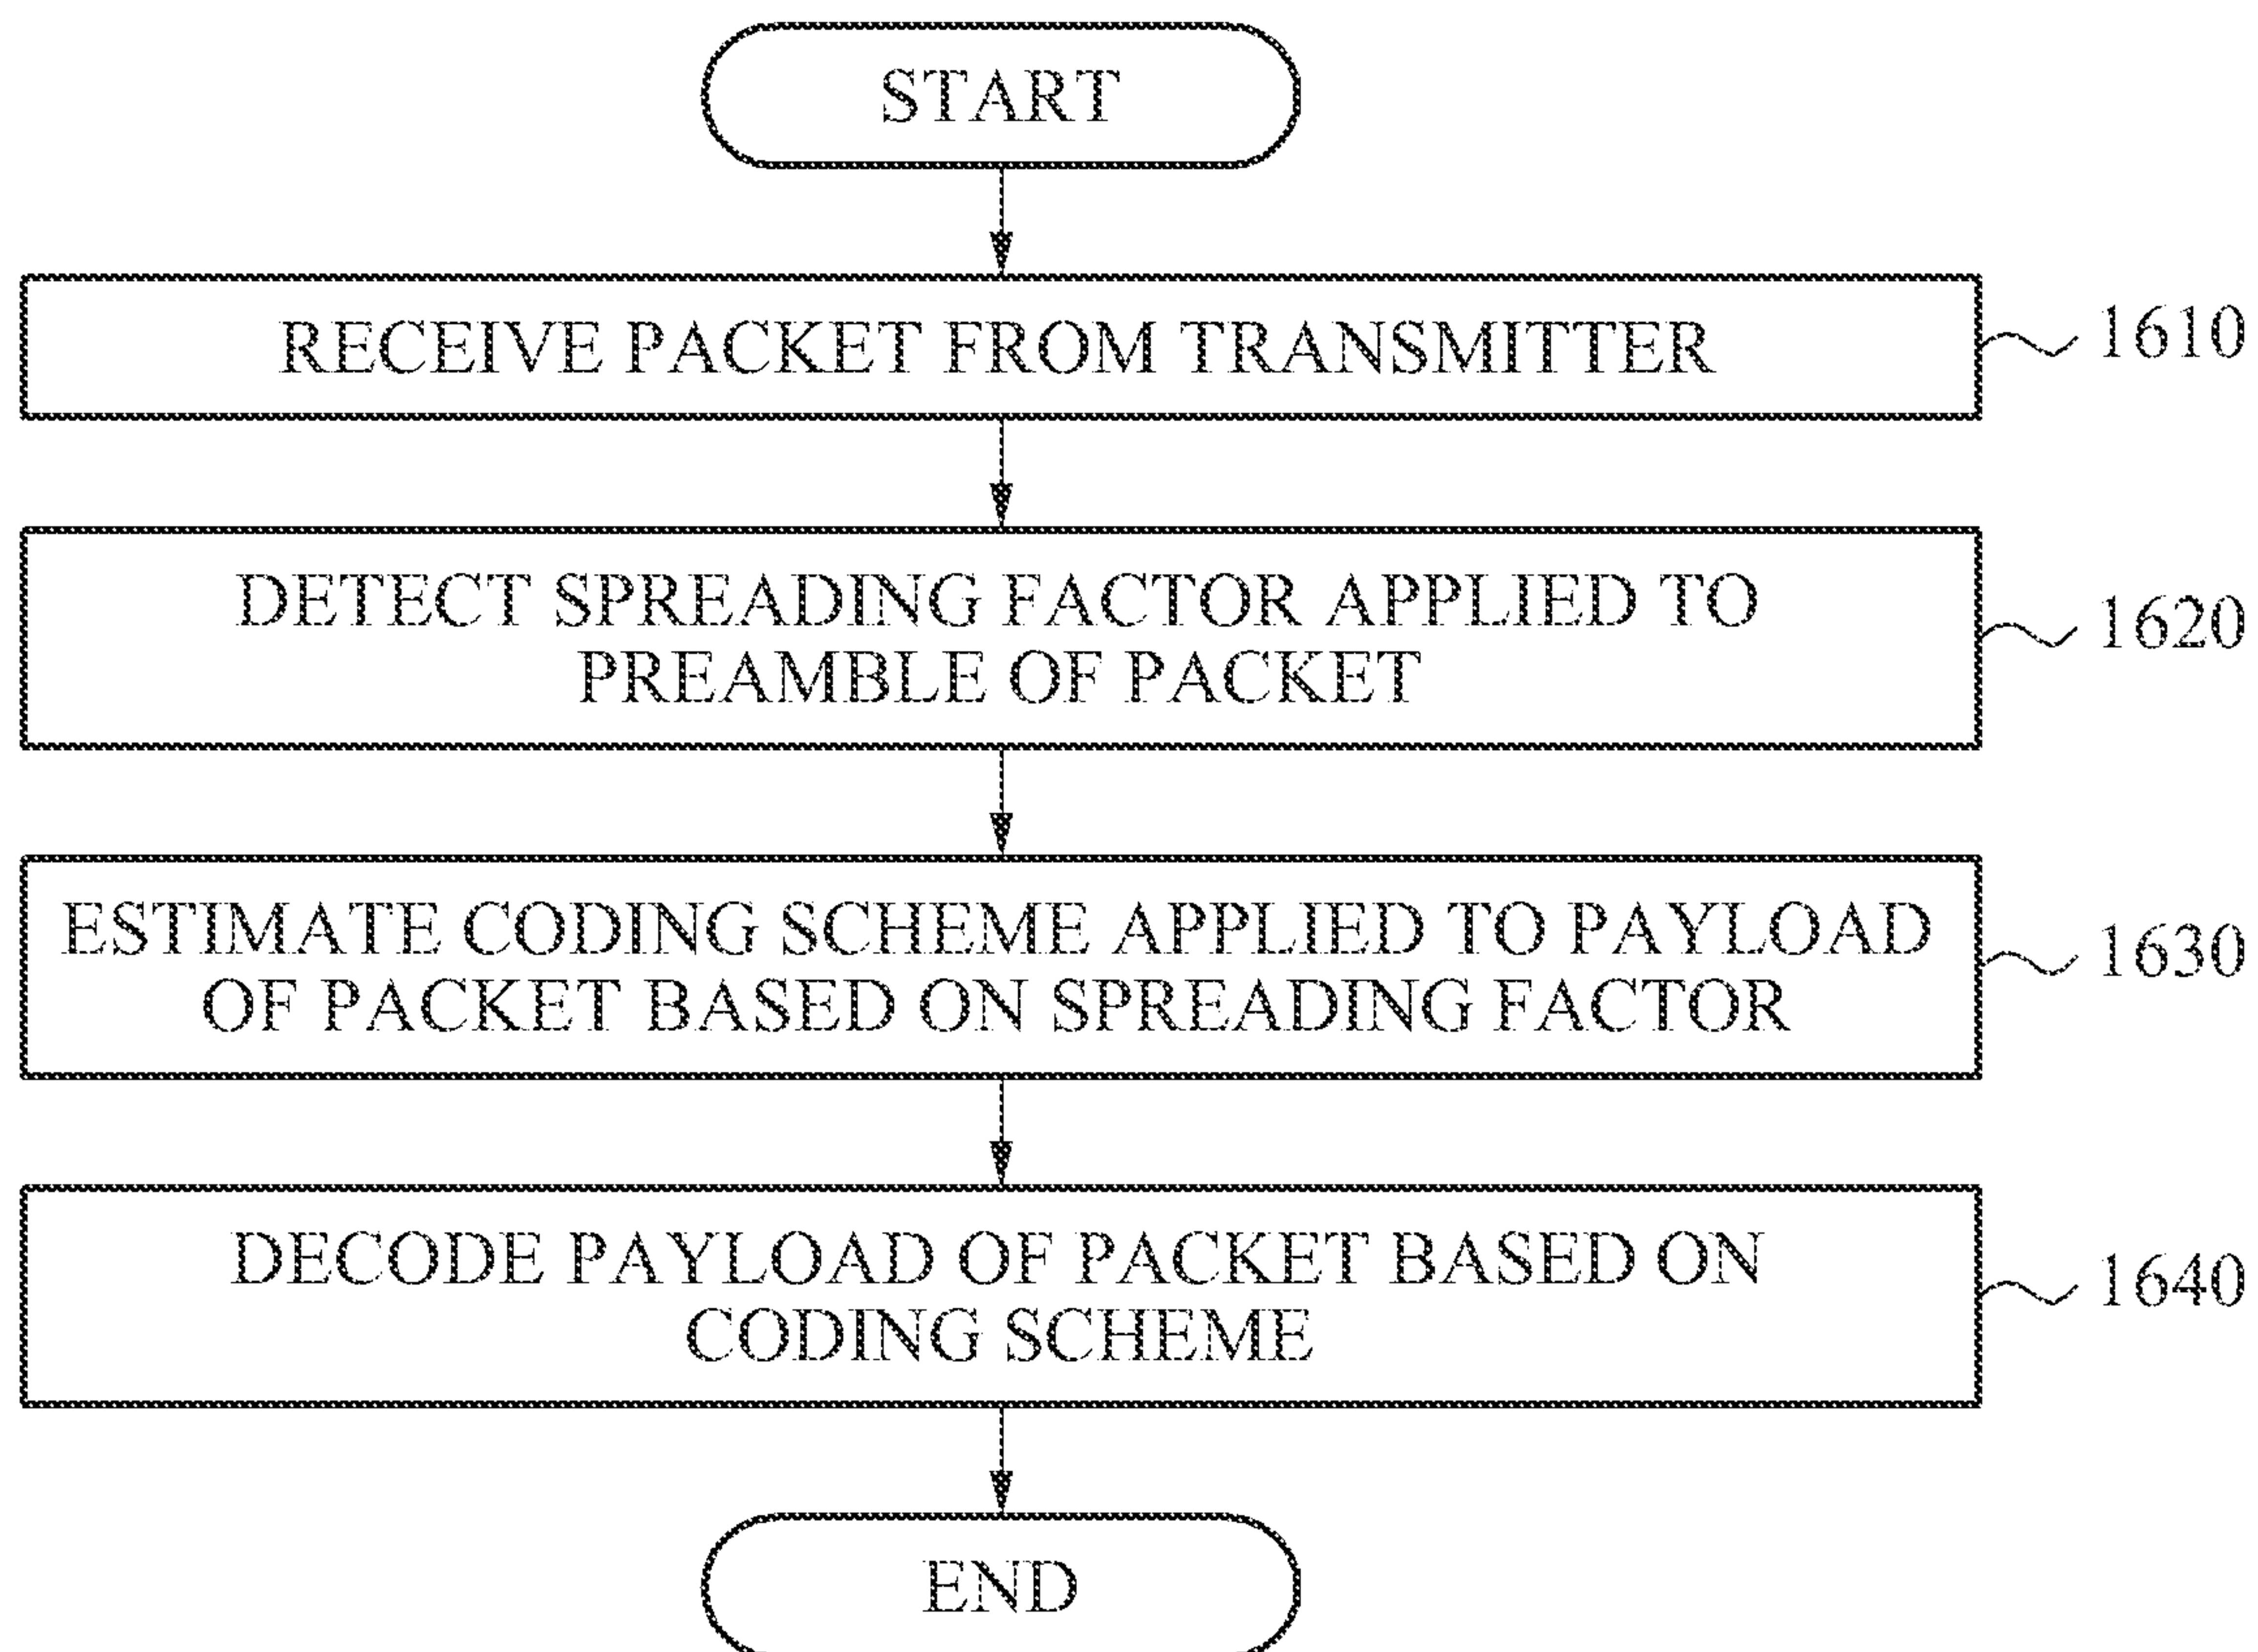 START
RECEIVE PACKET FROM TRANSMITTER
1610
DETECT SPREADING FACTOR APPLIED TO
PREAMBLE OF PACKET
1620
ESTIMATE CODING SCHEME APPLIED TO PAYLOAD
OF PACKET BASED ON SPREADING FACTOR
1630
DECODE PAYLOAD OF PACKET BASED ON
CODING SCHEME
1640
END